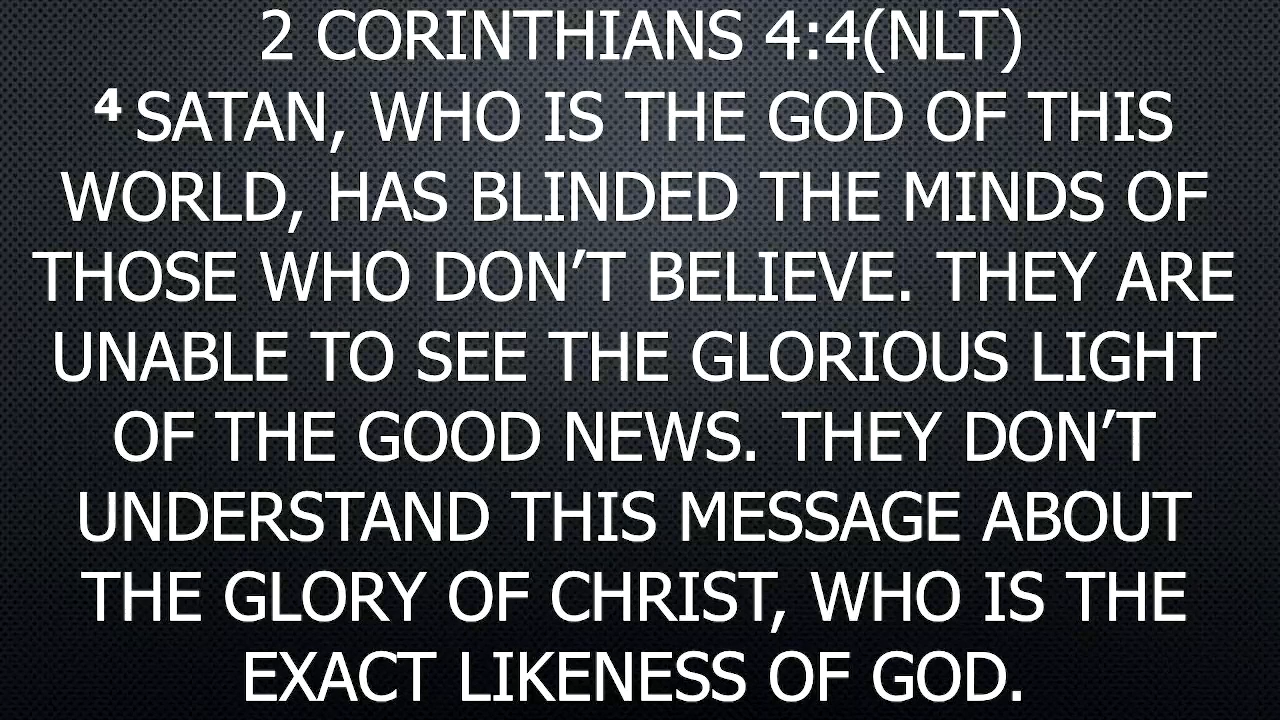 2 CORINTHIANS 4:4(NLT)
4 SATAN, WHO IS THE GOD OF THIS
WORLD, HAS BLINDED THE MINDS OF
THOSE WHO DON’T BELIEVE. THEY ARE
UNABLE TO SEE THE GLORIOUS LIGHT
OF THE GOOD NEWS. THEY DON’T
UNDERSTAND THIS MESSAGE ABOUT
THE GLORY OF CHRIST, WHO IS THE
EXACT LIKENESS OF GOD.